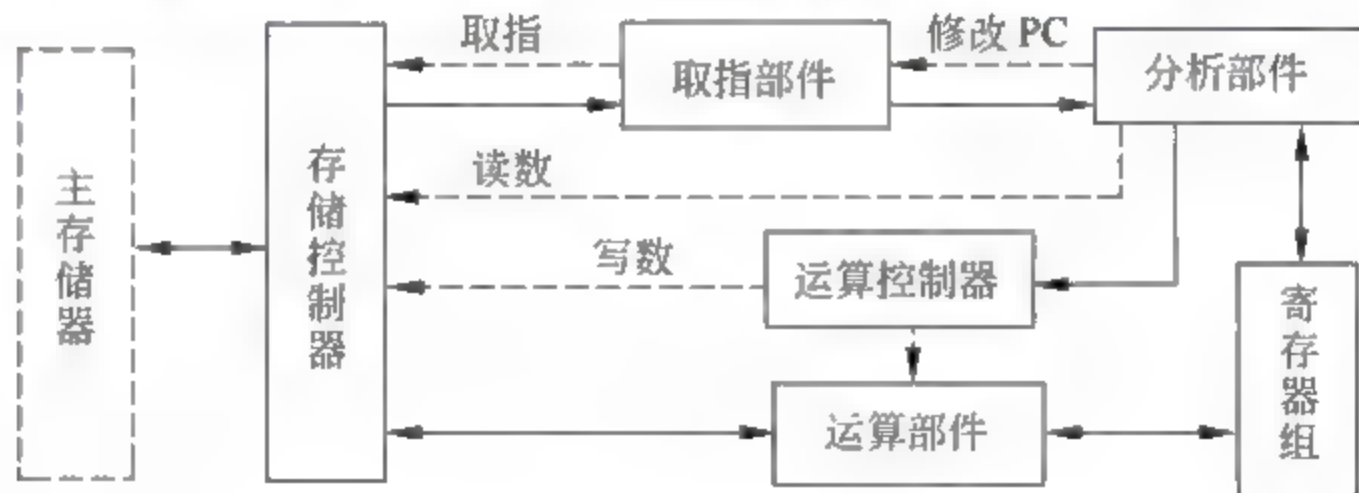 取指
修改 PC
取指部件
分析部件
主存储器
存储控制器
读数
写数
运算控制器
寄存器组
运算部件